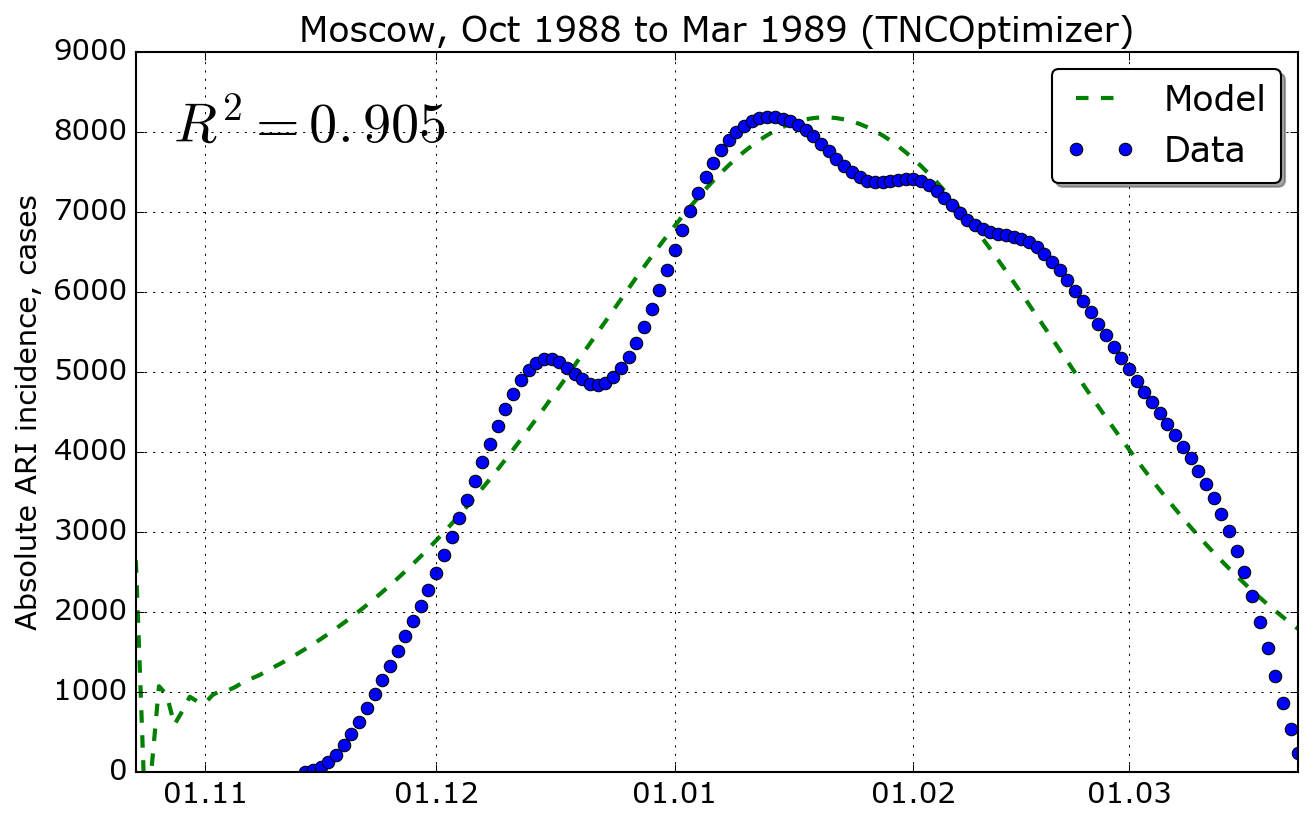 Moscow, Oct 1988 to Mar 1989 (TNCOptimizer)
R² = 0.905
Model
Data
Absolute ARI incidence, cases
9000
8000
7000
6000
5000
4000
3000
2000
1000
0
01.11 01.12 01.01 01.02 01.03